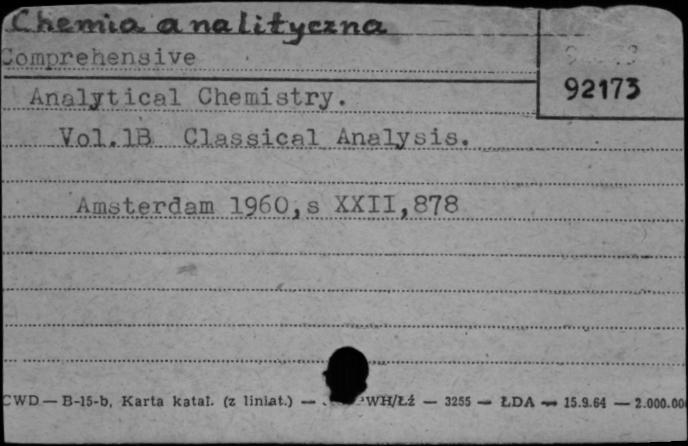 Chemia analityczna
Comprehensive
92173
Analytical Chemistry.
Vol.1B Classical Analysis.
Amsterdam 1960,s XXII,878
CWD — B-15-b, Karta katal. (z liniat.) — WH/Łź — 3255 — ŁDA — 15.9.64 — 2.000.00